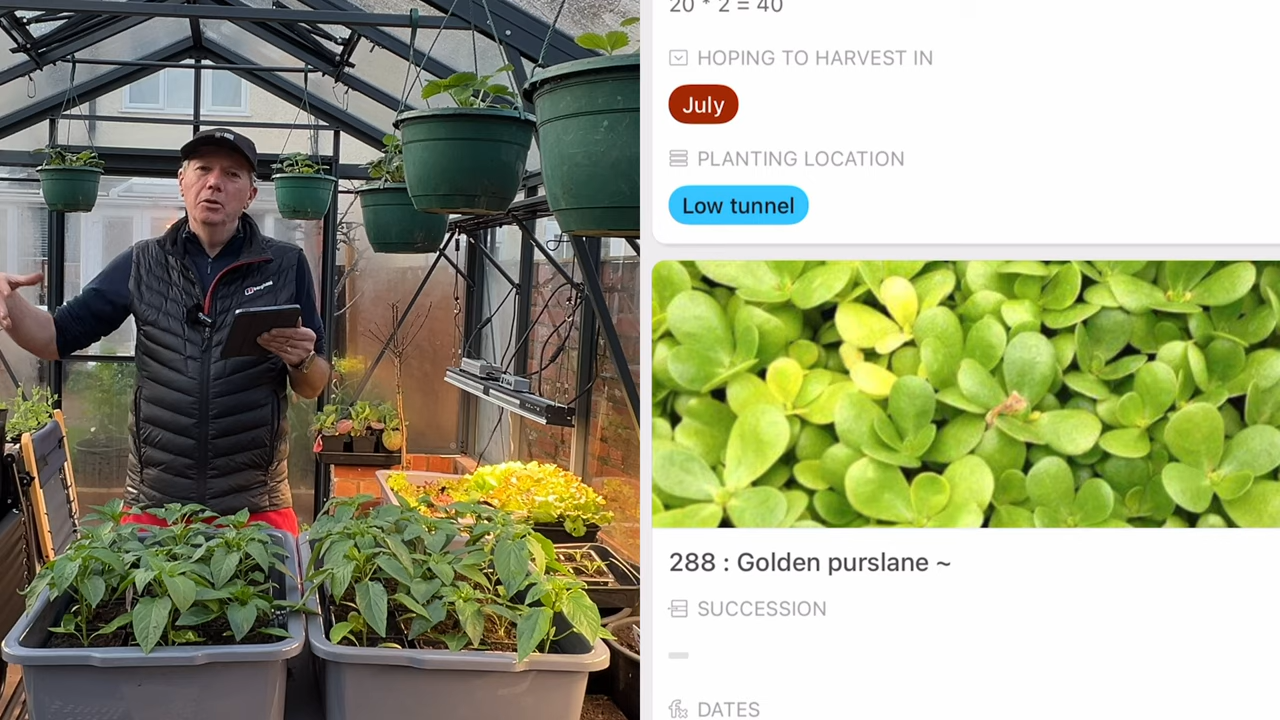 20 * 2 = 40
HOPING TO HARVEST IN
July
PLANTING LOCATION
Low tunnel
288 : Golden purslane ~
SUCCESSION
DATES